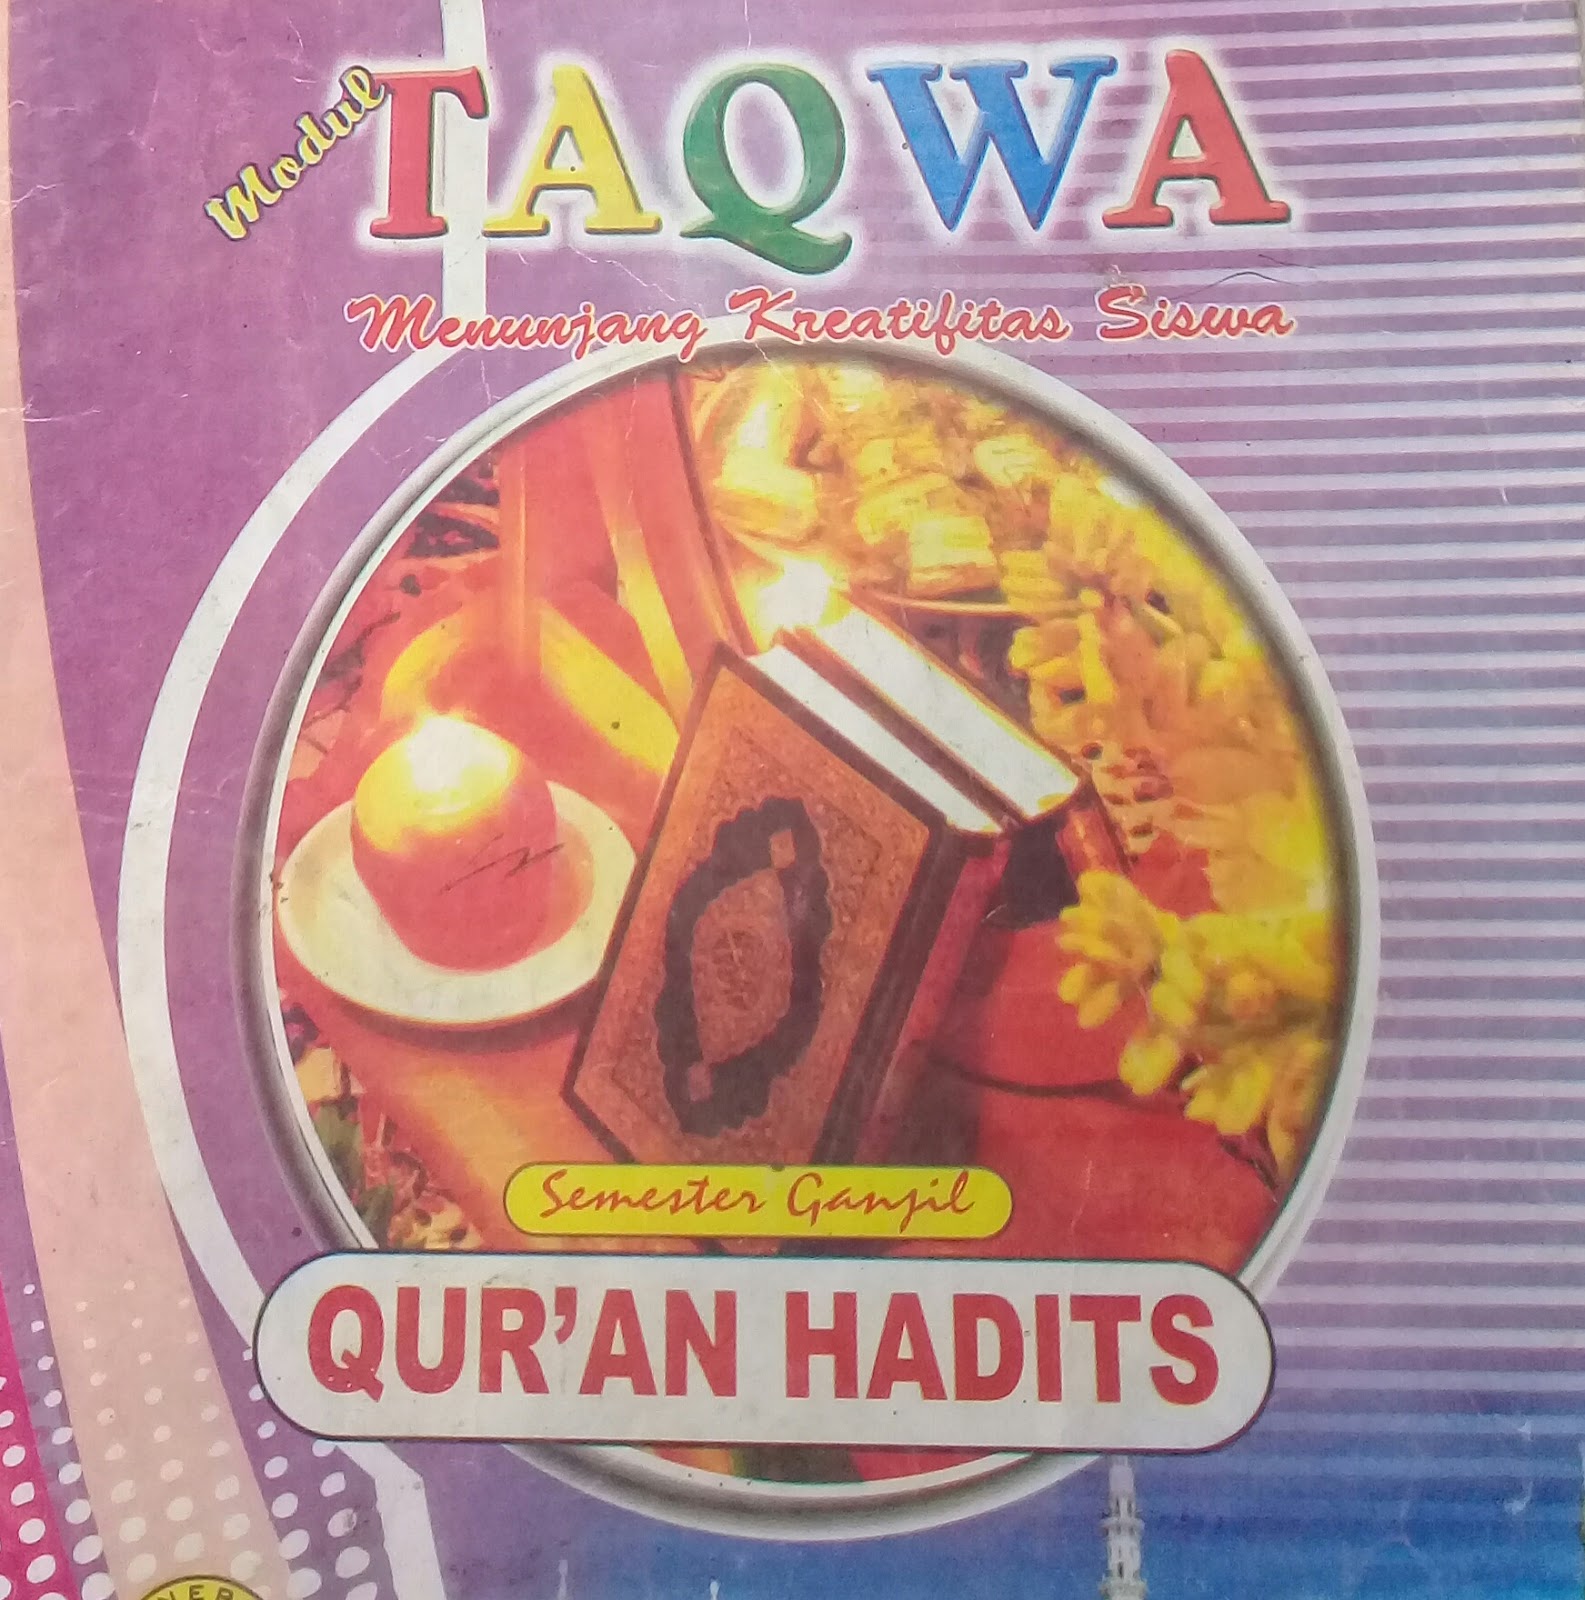 Modul
TAQWA
Menunjang Kreatifitas Siswa
Semester Ganjil
QUR'AN HADITS